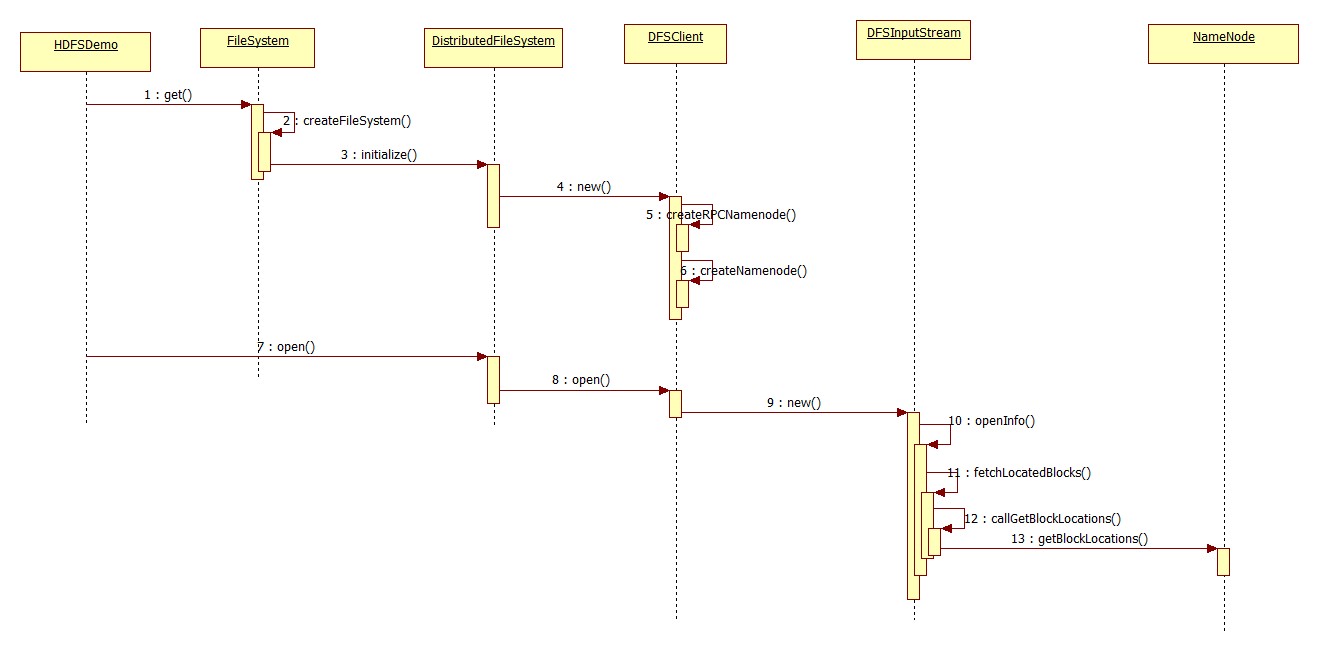 HDFSDemo
FileSystem
DistributedFileSystem
DFSClient
DFSInputStream
NameNode
1 : get()
2 : createFileSystem()
3 : initialize()
4 : new()
5 : createRPCNamenode()
6 : createNamenode()
7 : open()
8 : open()
9 : new()
10 : openInfo()
11 : fetchLocatedBlocks()
12 : callGetBlockLocations()
13 : getBlockLocations()